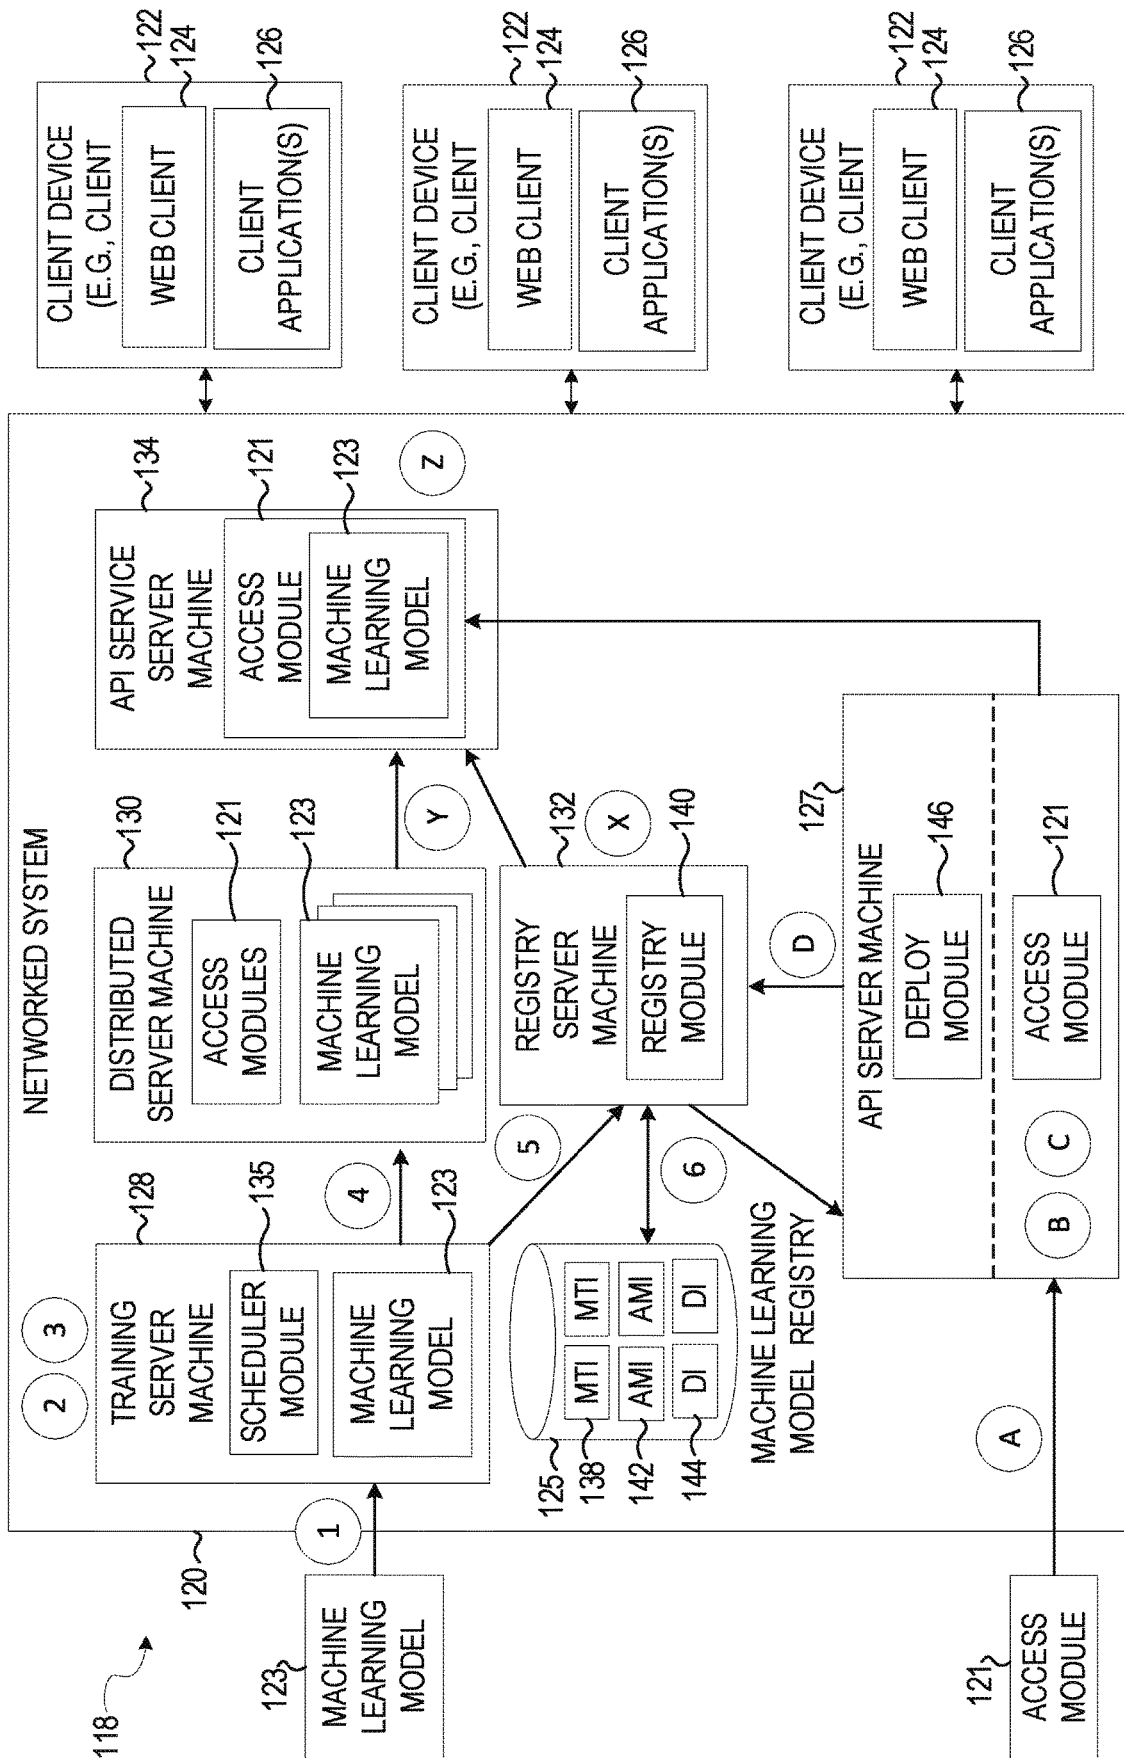 118
120
NETWORKED SYSTEM
123
MACHINE
LEARNING
MODEL
1
2
3
128
TRAINING
SERVER
MACHINE
135
SCHEDULER
MODULE
123
MACHINE
LEARNING
MODEL
4
130
DISTRIBUTED
SERVER MACHINE
121
ACCESS
MODULES
123
MACHINE
LEARNING
MODEL
Y
134
API SERVICE
SERVER
MACHINE
121
ACCESS
MODULE
123
MACHINE
LEARNING
MODEL
Z
5
6
125
138
142
144
MTI
MTI
AMI
AMI
DI
DI
MACHINE LEARNING
MODEL REGISTRY
132
X
REGISTRY
SERVER
MACHINE
140
REGISTRY
MODULE
D
127
API SERVER MACHINE
146
DEPLOY
MODULE
121
ACCESS
MODULE
B
C
A
121
ACCESS
MODULE
122
CLIENT DEVICE
(E.G., CLIENT
124
WEB CLIENT
126
CLIENT
APPLICATION(S)
122
CLIENT DEVICE
(E.G., CLIENT
124
WEB CLIENT
126
CLIENT
APPLICATION(S)
122
CLIENT DEVICE
(E.G., CLIENT
124
WEB CLIENT
126
CLIENT
APPLICATION(S)